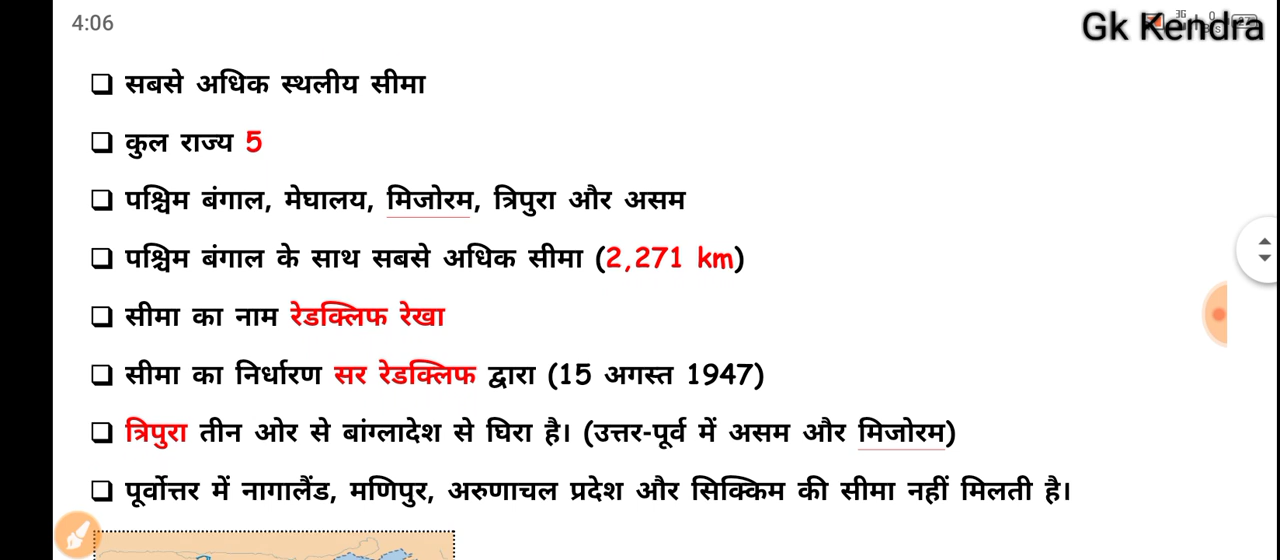 4:06
Gk Kendra
सबसे अधिक स्थलीय सीमा
कुल राज्य 5
पश्चिम बंगाल, मेघालय, मिजोरम, त्रिपुरा और असम
पश्चिम बंगाल के साथ सबसे अधिक सीमा (2,271 km)
सीमा का नाम रेडक्लिफ रेखा
सीमा का निर्धारण सर रेडक्लिफ द्वारा (15 अगस्त 1947)
त्रिपुरा तीन ओर से बांग्लादेश से घिरा है। (उत्तर-पूर्व में असम और मिजोरम)
पूर्वोत्तर में नागालैंड, मणिपुर, अरुणाचल प्रदेश और सिक्किम की सीमा नहीं मिलती है।